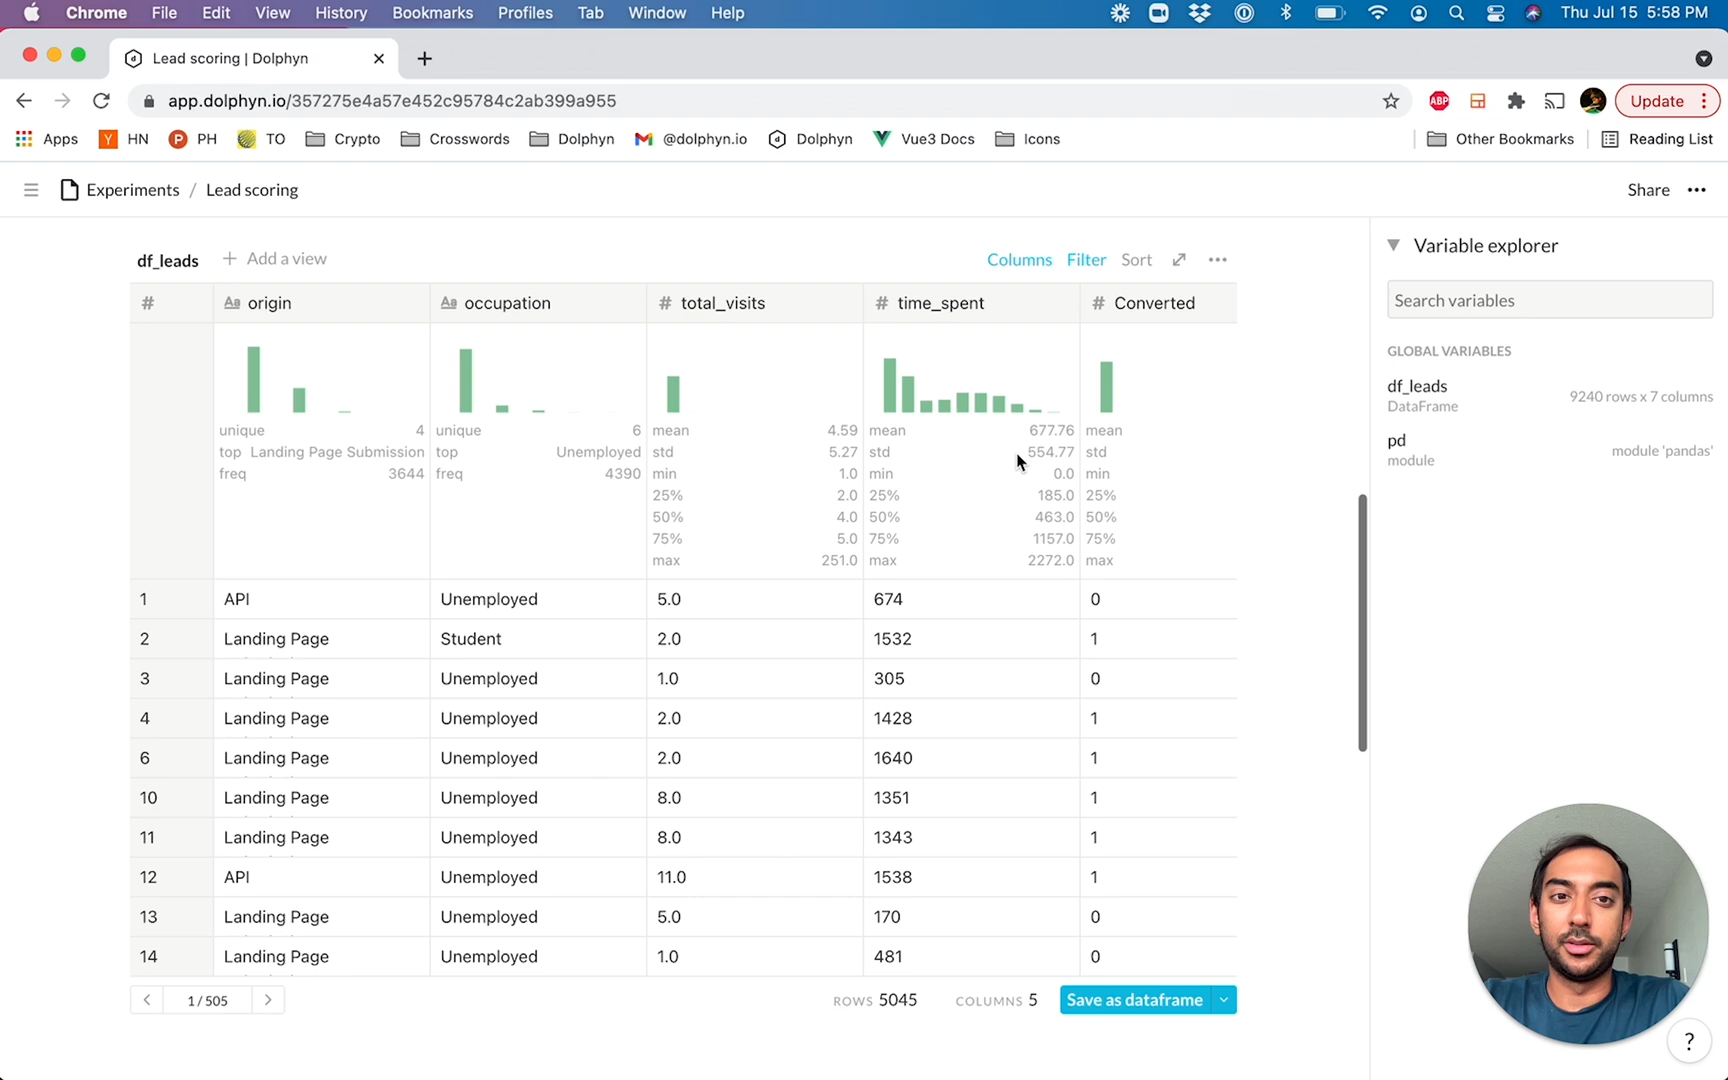 Chrome File Edit View History Bookmarks Profiles Tab Window Help Thu Jul 15 5:58 PM
Lead scoring | Dolphyn
app.dolphyn.io/357275e4a57e452c95784c2ab399a955 ABP Update
Apps Y HN P PH TO Crypto Crosswords Dolphyn @dolphyn.io Dolphyn Vue3 Docs Icons Other Bookmarks Reading List
Experiments / Lead scoring Share
df_leads + Add a view Columns Filter Sort
# Aa origin Aa occupation # total_visits # time_spent # Converted
unique 4 unique 6 mean 4.59 mean 677.76 mean
top Landing Page Submission top Unemployed std 5.27 std 554.77 std
freq 3644 freq 4390 min 1.0 min 0.0 min
25% 2.0 25% 185.0 25%
50% 4.0 50% 463.0 50%
75% 5.0 75% 1157.0 75%
max 251.0 max 2272.0 max
1 API Unemployed 5.0 674 0
2 Landing Page Student 2.0 1532 1
3 Landing Page Unemployed 1.0 305 0
4 Landing Page Unemployed 2.0 1428 1
6 Landing Page Unemployed 2.0 1640 1
10 Landing Page Unemployed 8.0 1351 1
11 Landing Page Unemployed 8.0 1343 1
12 API Unemployed 11.0 1538 1
13 Landing Page Unemployed 5.0 170 0
14 Landing Page Unemployed 1.0 481 0
1 / 505 ROWS 5045 COLUMNS 5 Save as dataframe
Variable explorer
Search variables
GLOBAL VARIABLES
df_leads
DataFrame 9240 rows x 7 columns
pd
module module 'pandas'
?